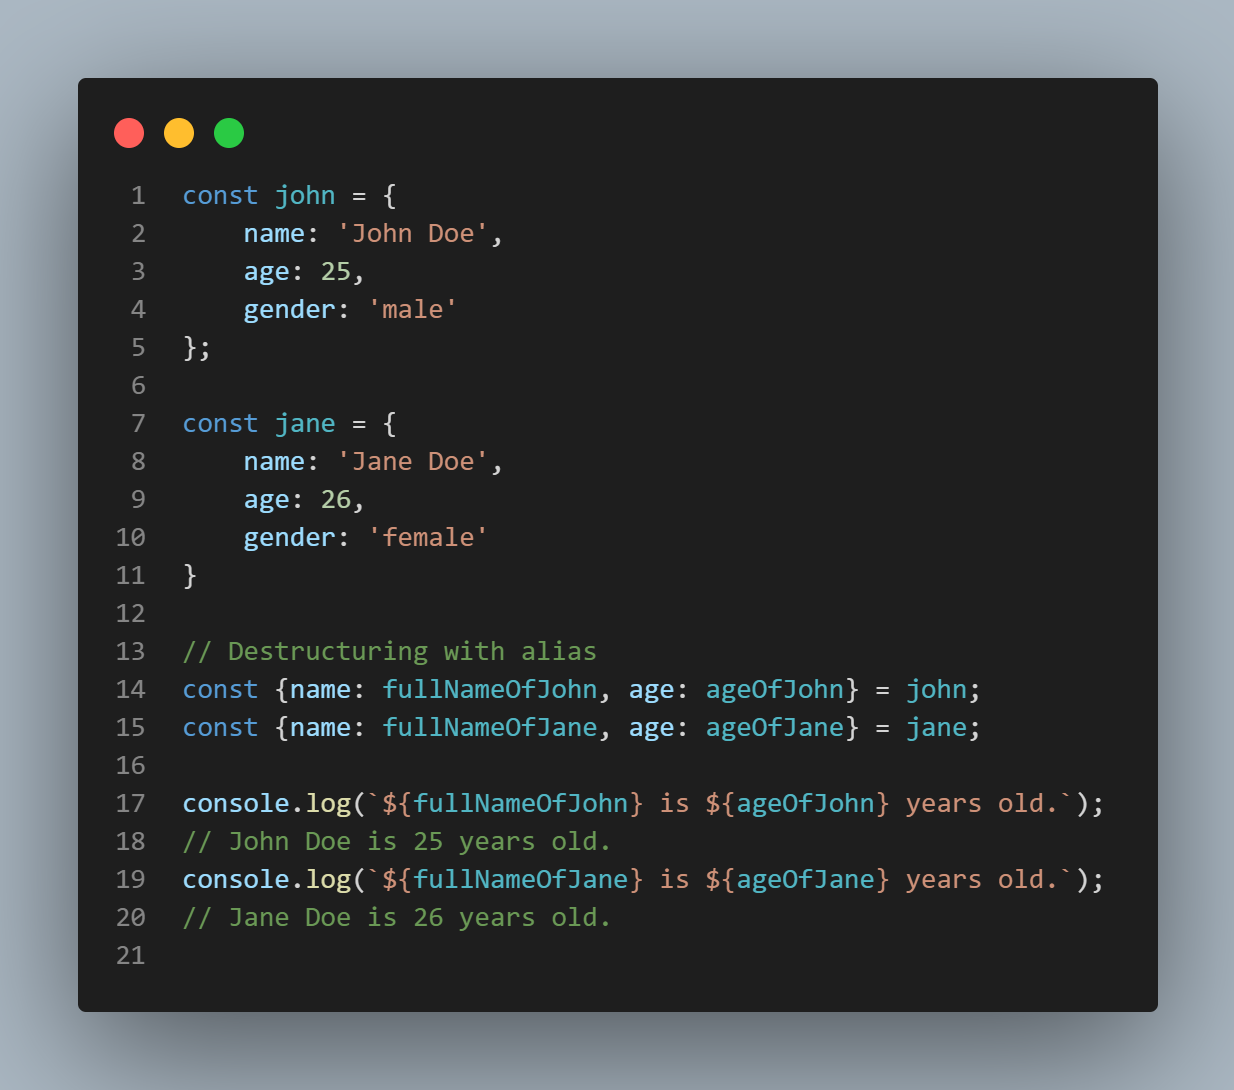 1 const john = {
2     name: 'John Doe',
3     age: 25,
4     gender: 'male'
5 };
6
7 const jane = {
8     name: 'Jane Doe',
9     age: 26,
10     gender: 'female'
11 }
12
13 // Destructuring with alias
14 const {name: fullNameOfJohn, age: ageOfJohn} = john;
15 const {name: fullNameOfJane, age: ageOfJane} = jane;
16
17 console.log(`${fullNameOfJohn} is ${ageOfJohn} years old.`);
18 // John Doe is 25 years old.
19 console.log(`${fullNameOfJane} is ${ageOfJane} years old.`);
20 // Jane Doe is 26 years old.
21